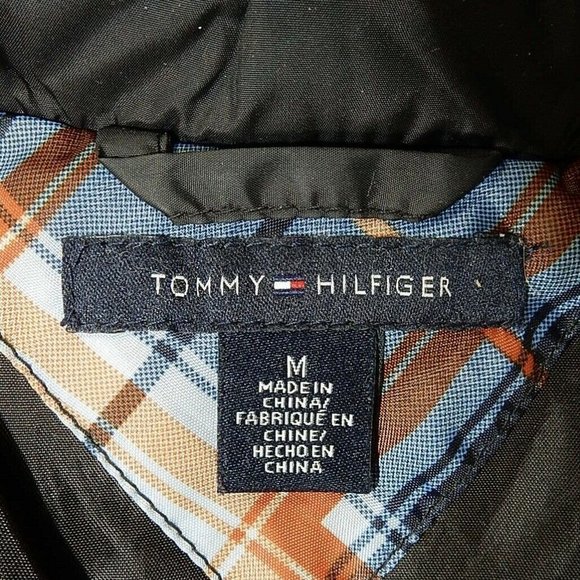 TOMMY HILFIGER
M
MADE IN
CHINA/
FABRIQUÉ EN
CHINE/
HECHO EN
CHINA